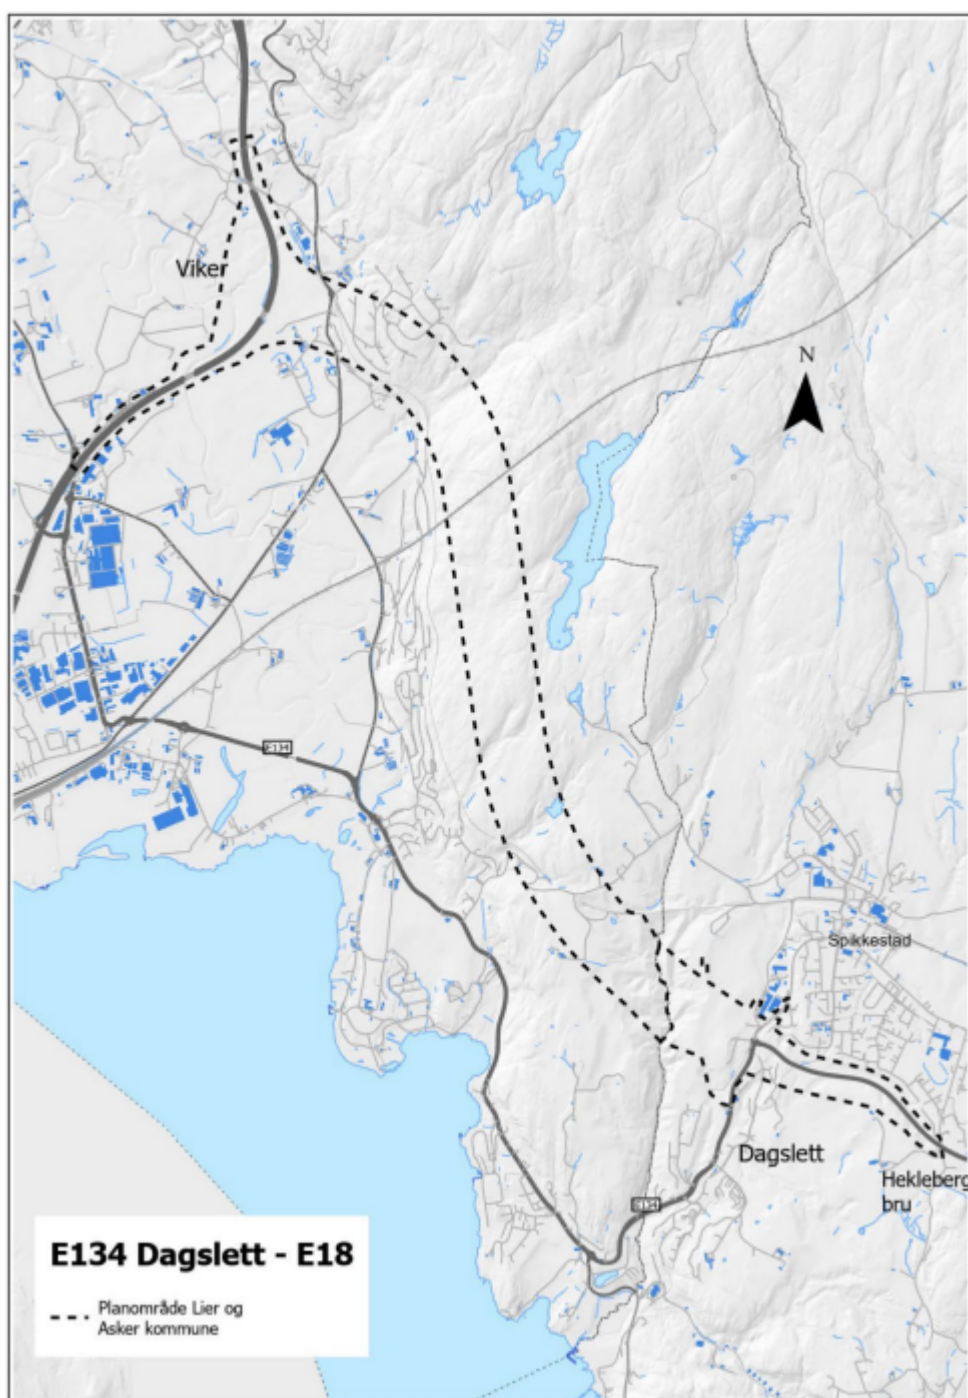 Viker
N
E134
Spikkestad
Dagslett
Hekleberg
bru
E134
E134 Dagslett - E18
Planområde Lier og
Asker kommune